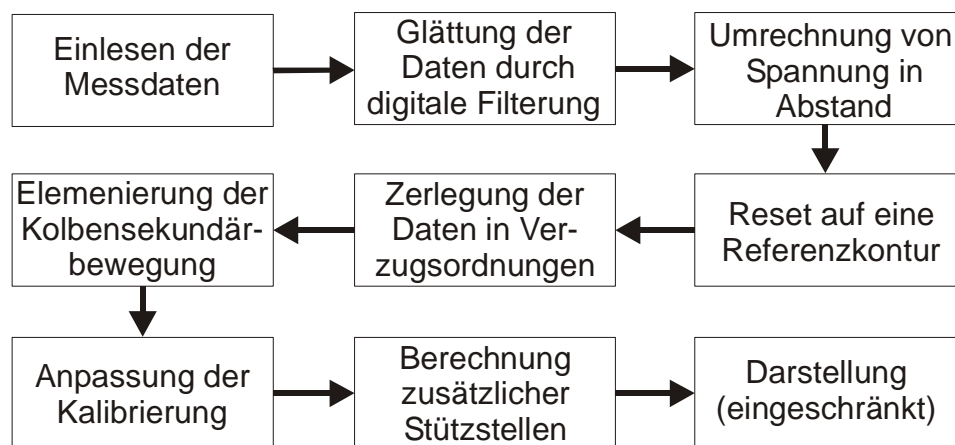 Einlesen der
Messdaten
Glättung der
Daten durch
digitale Filterung
Umrechnung von
Spannung in
Abstand
Elemenierung der
Kolbensekundär-
bewegung
Zerlegung der
Daten in Ver-
zugsordnungen
Reset auf eine
Referenzkontur
Anpassung der
Kalibrierung
Berechnung
zusätzlicher
Stützstellen
Darstellung
(eingeschränkt)